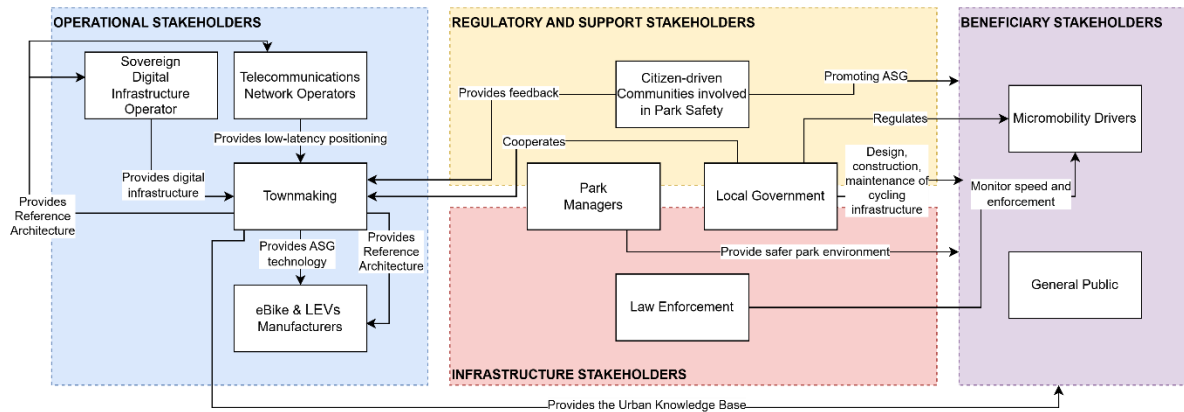 OPERATIONAL STAKEHOLDERS
Sovereign
Digital
Infrastructure
Operator
Telecommunications
Network Operators
Provides low-latency positioning
Provides digital
infrastructure
Townmaking
Provides
Reference
Architecture
Provides ASG
technology
Provides
Reference
Architecture
eBike & LEVs
Manufacturers
REGULATORY AND SUPPORT STAKEHOLDERS
Citizen-driven
Communities involved
in Park Safety
Provides feedback
Promoting ASG
Cooperates
Regulates
Park
Managers
Local Government
Design,
construction,
maintenance of
cycling
infrastructure
Provide safer park environment
Law Enforcement
INFRASTRUCTURE STAKEHOLDERS
BENEFICIARY STAKEHOLDERS
Micromobility Drivers
Monitor speed and
enforcement
General Public
Provides the Urban Knowledge Base